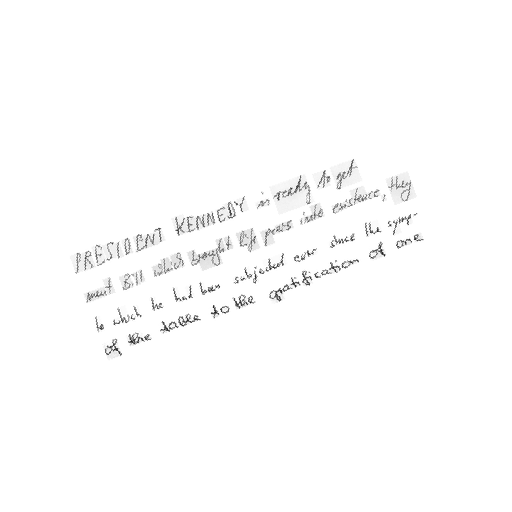 PRESIDENT KENNEDY is ready to get
ment Bill which brought life peers into existence, they
to which he had been subjected ever since the symp-
of the table to the gratification of one